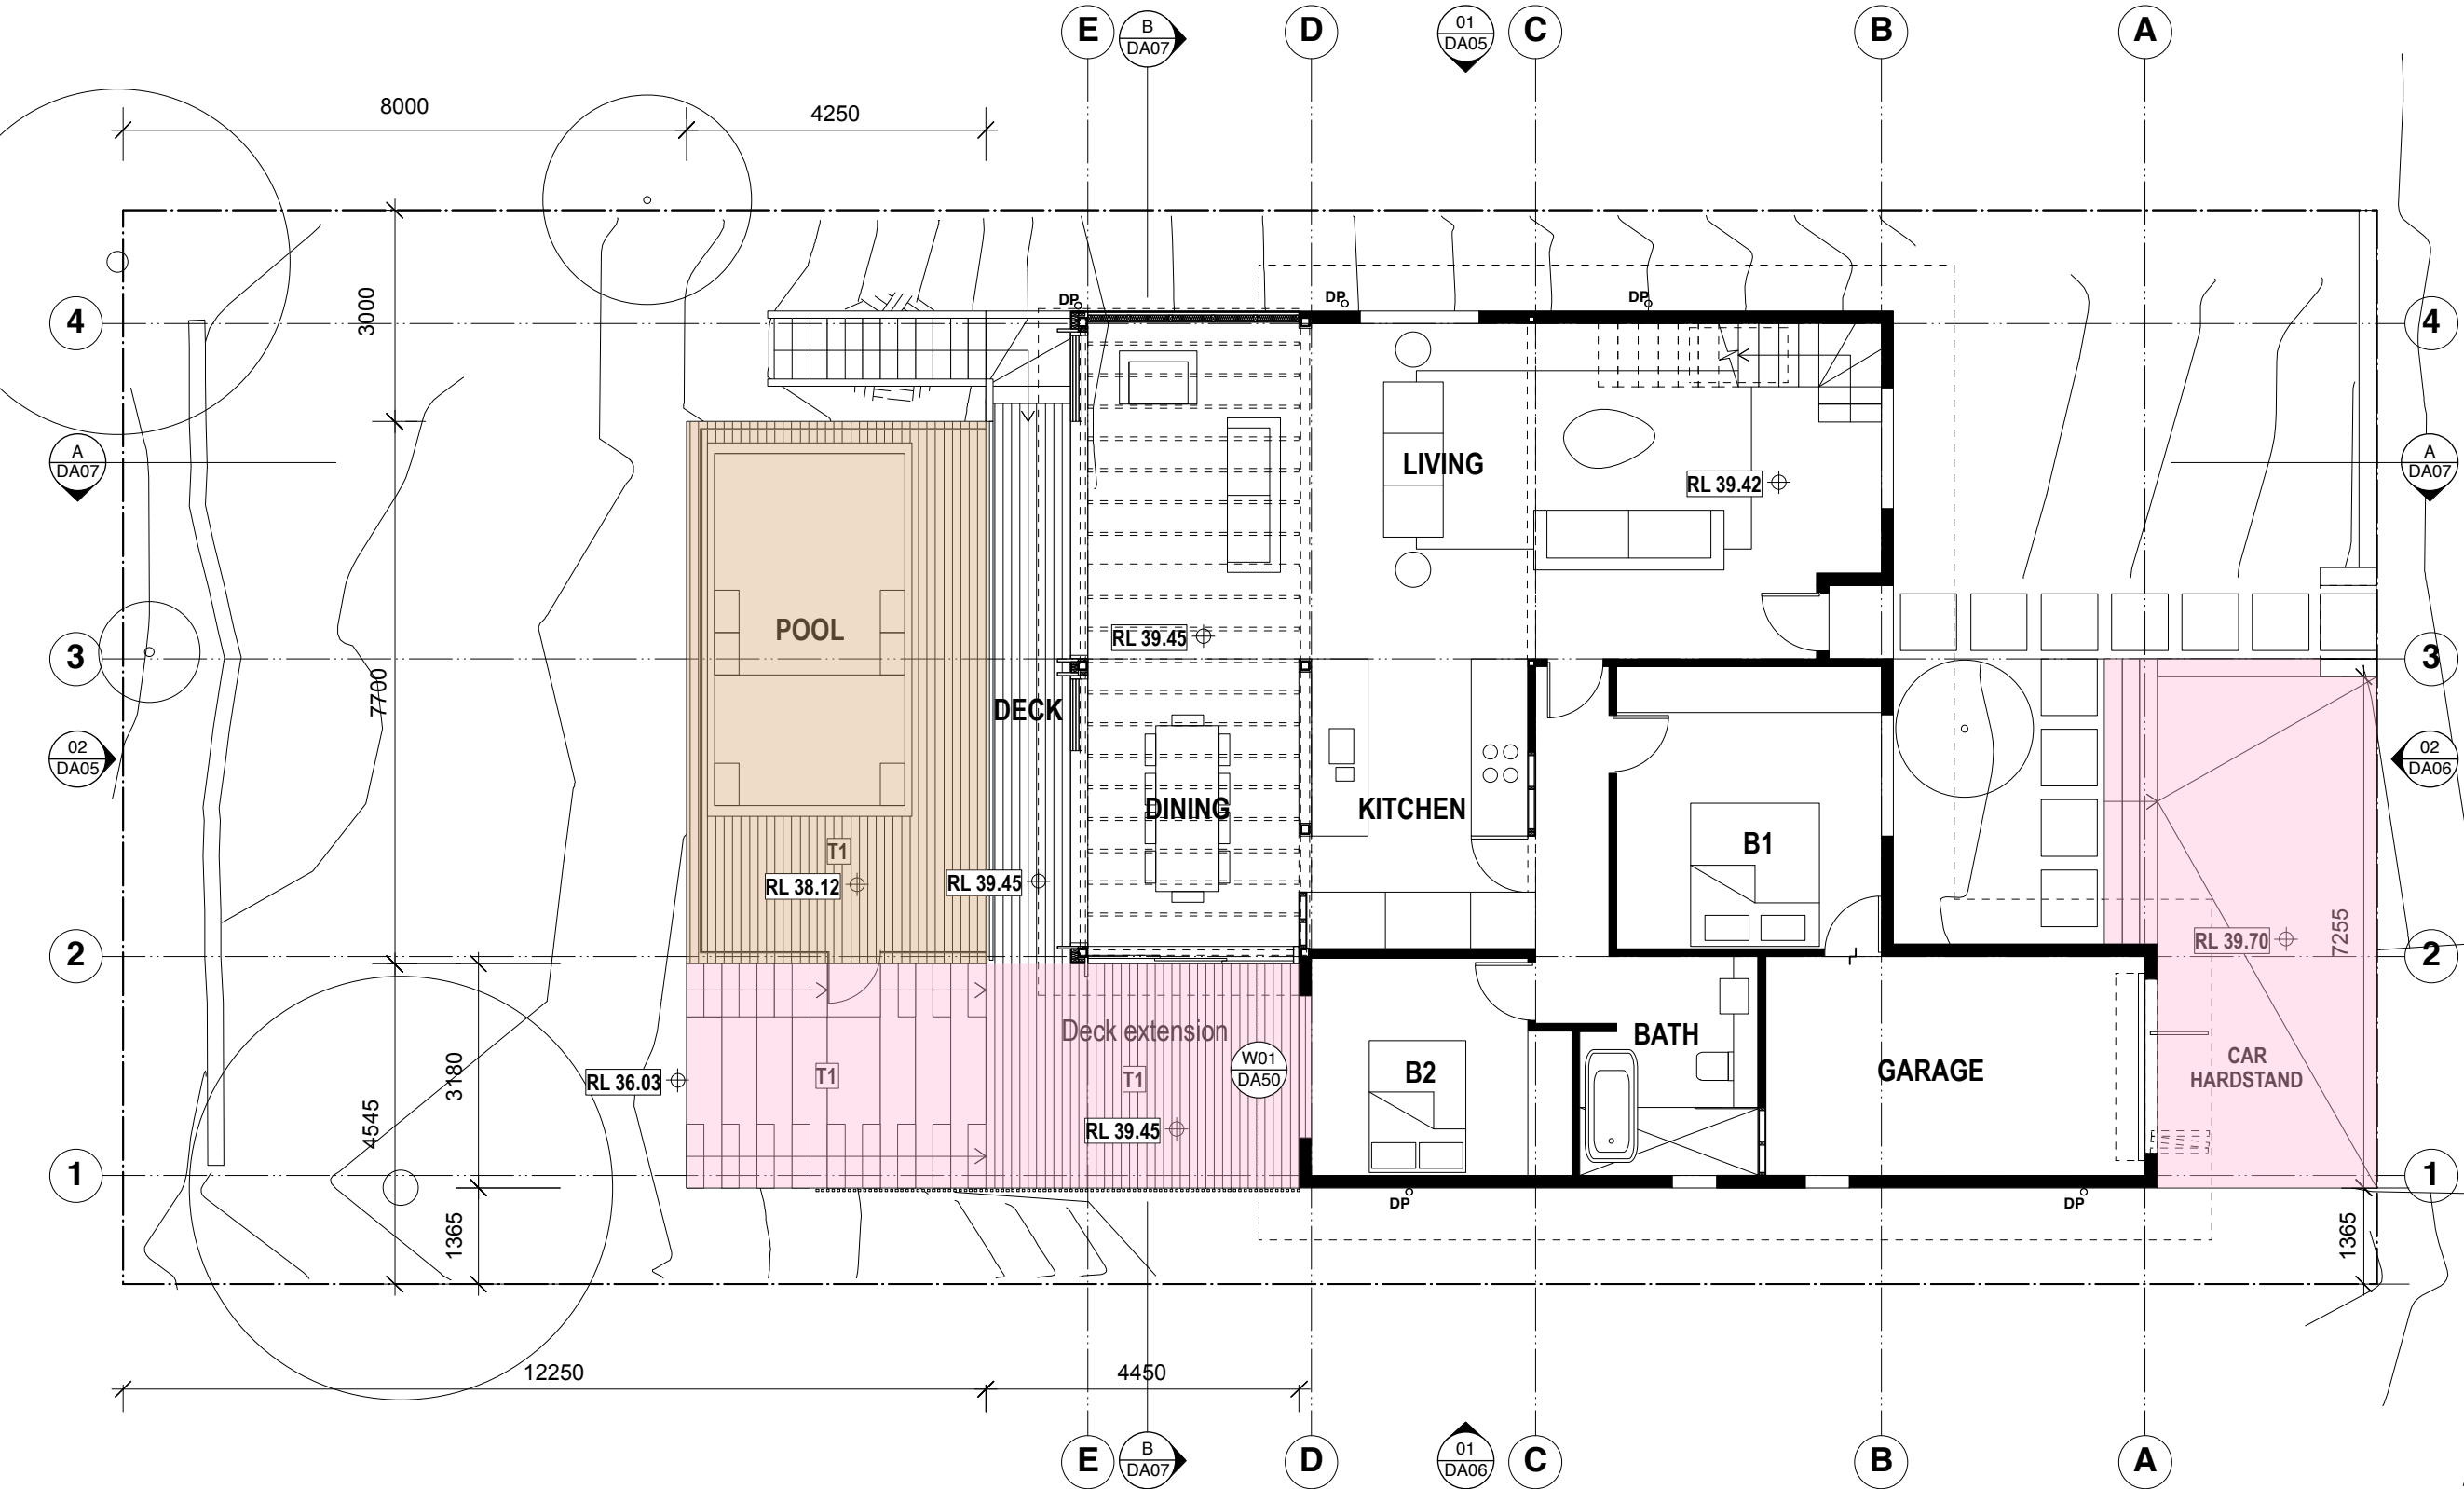 E
B
DA07
D
01
DA05
C
B
A
8000
4250
3000
DP
DP
DP
4
4
A
DA07
LIVING
RL 39.42
A
DA07
POOL
RL 39.45
3
3
7700
DECK
02
DA05
02
DA06
DINING
KITCHEN
B1
T1
RL 38.12
RL 39.45
RL 39.70
7255
2
2
Deck extension
BATH
3180
4545
RL 36.03
T1
T1
W01
DA50
B2
GARAGE
CAR
HARDSTAND
RL 39.45
1
1
DP
DP
1365
1365
12250
4450
E
B
DA07
D
01
DA06
C
B
A